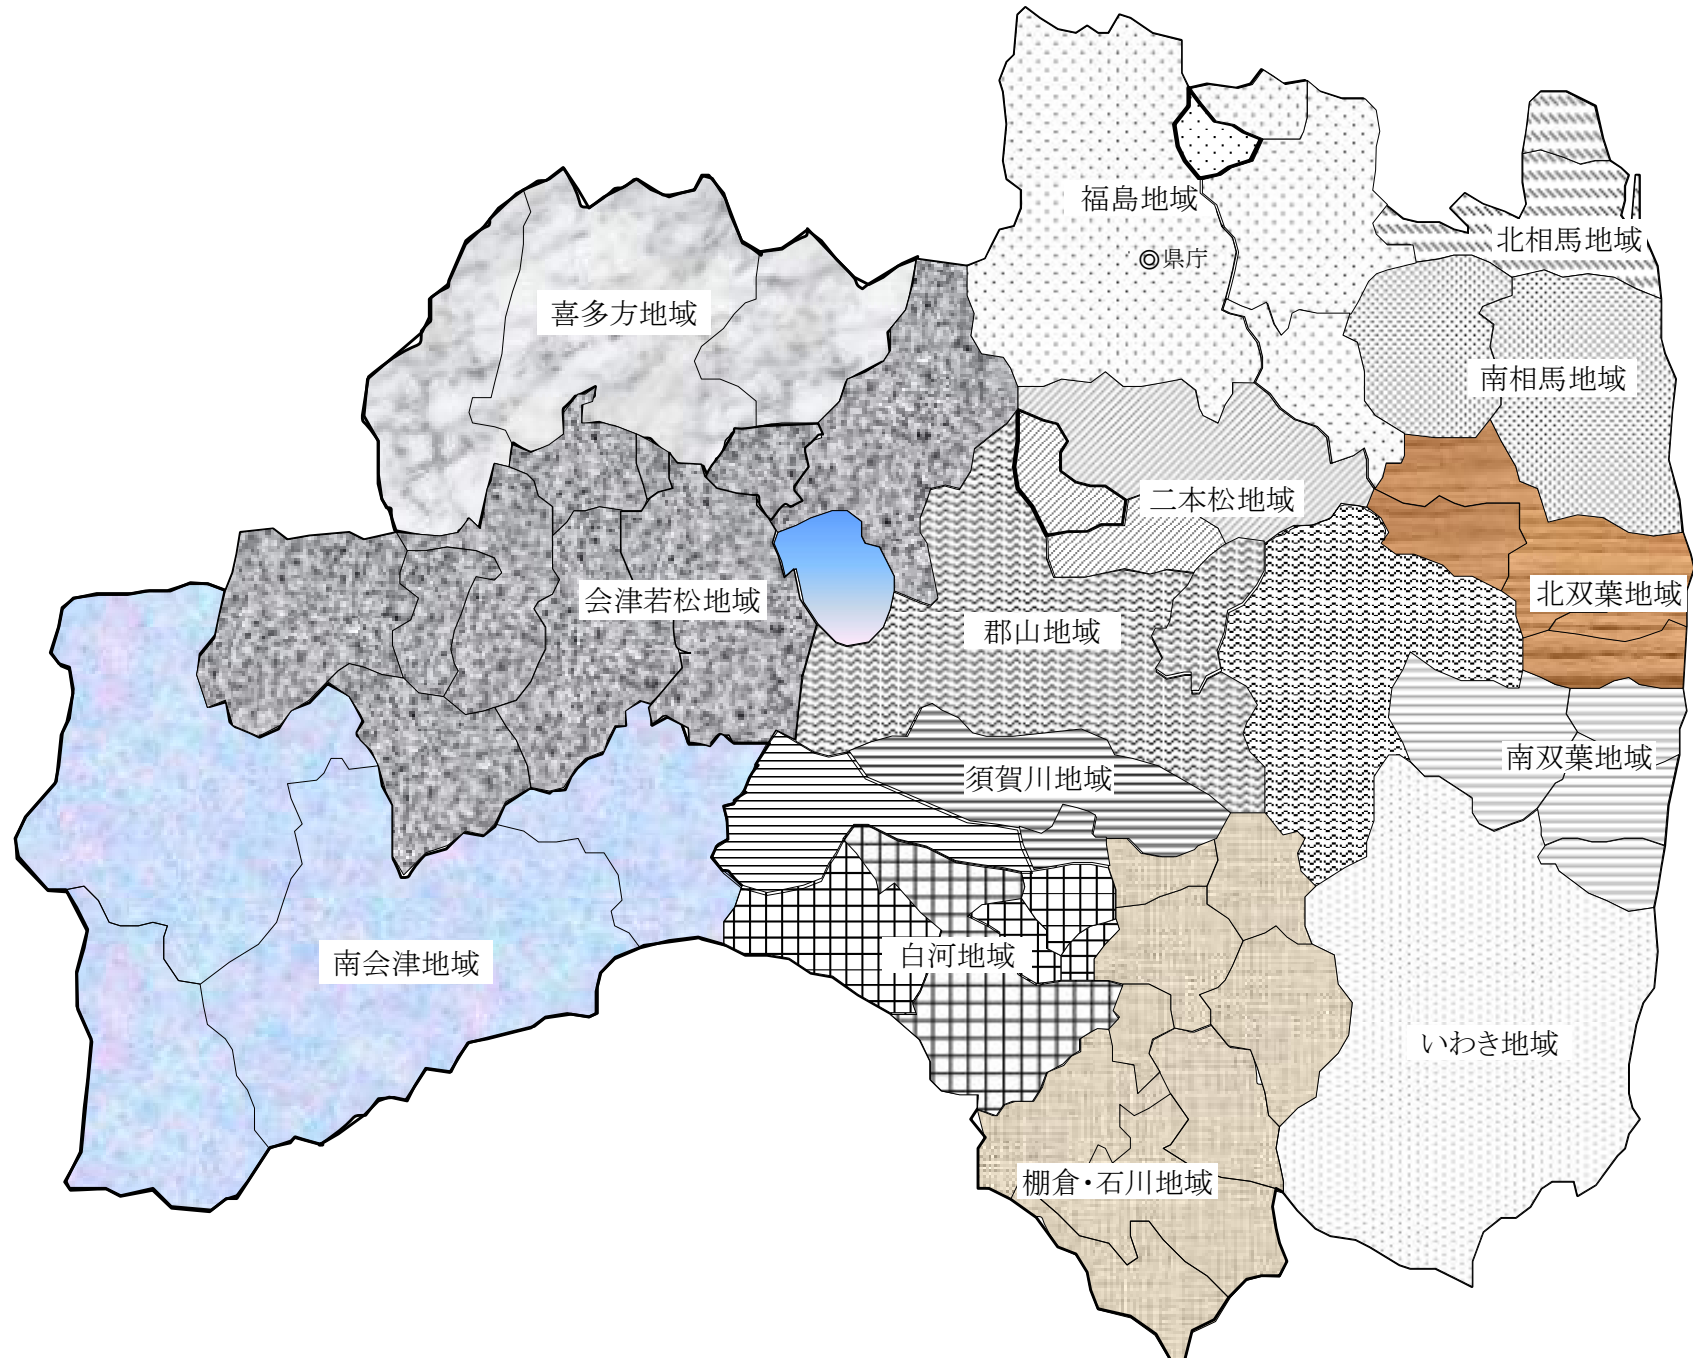 福島地域
北相馬地域
◎県庁
喜多方地域
南相馬地域
二本松地域
会津若松地域
北双葉地域
郡山地域
南双葉地域
須賀川地域
白河地域
南会津地域
いわき地域
棚倉・石川地域